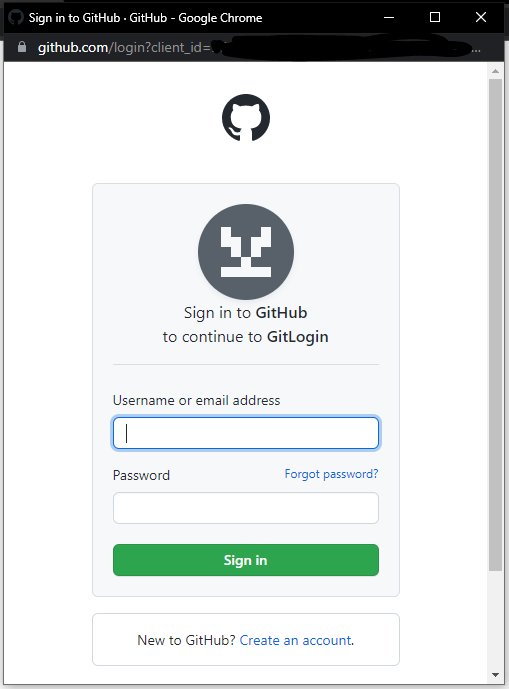 Sign in to GitHub · GitHub - Google Chrome
github.com/login?client_id=
...
Sign in to GitHub
to continue to GitLogin
Username or email address
Password
Forgot password?
Sign in
New to GitHub? Create an account.